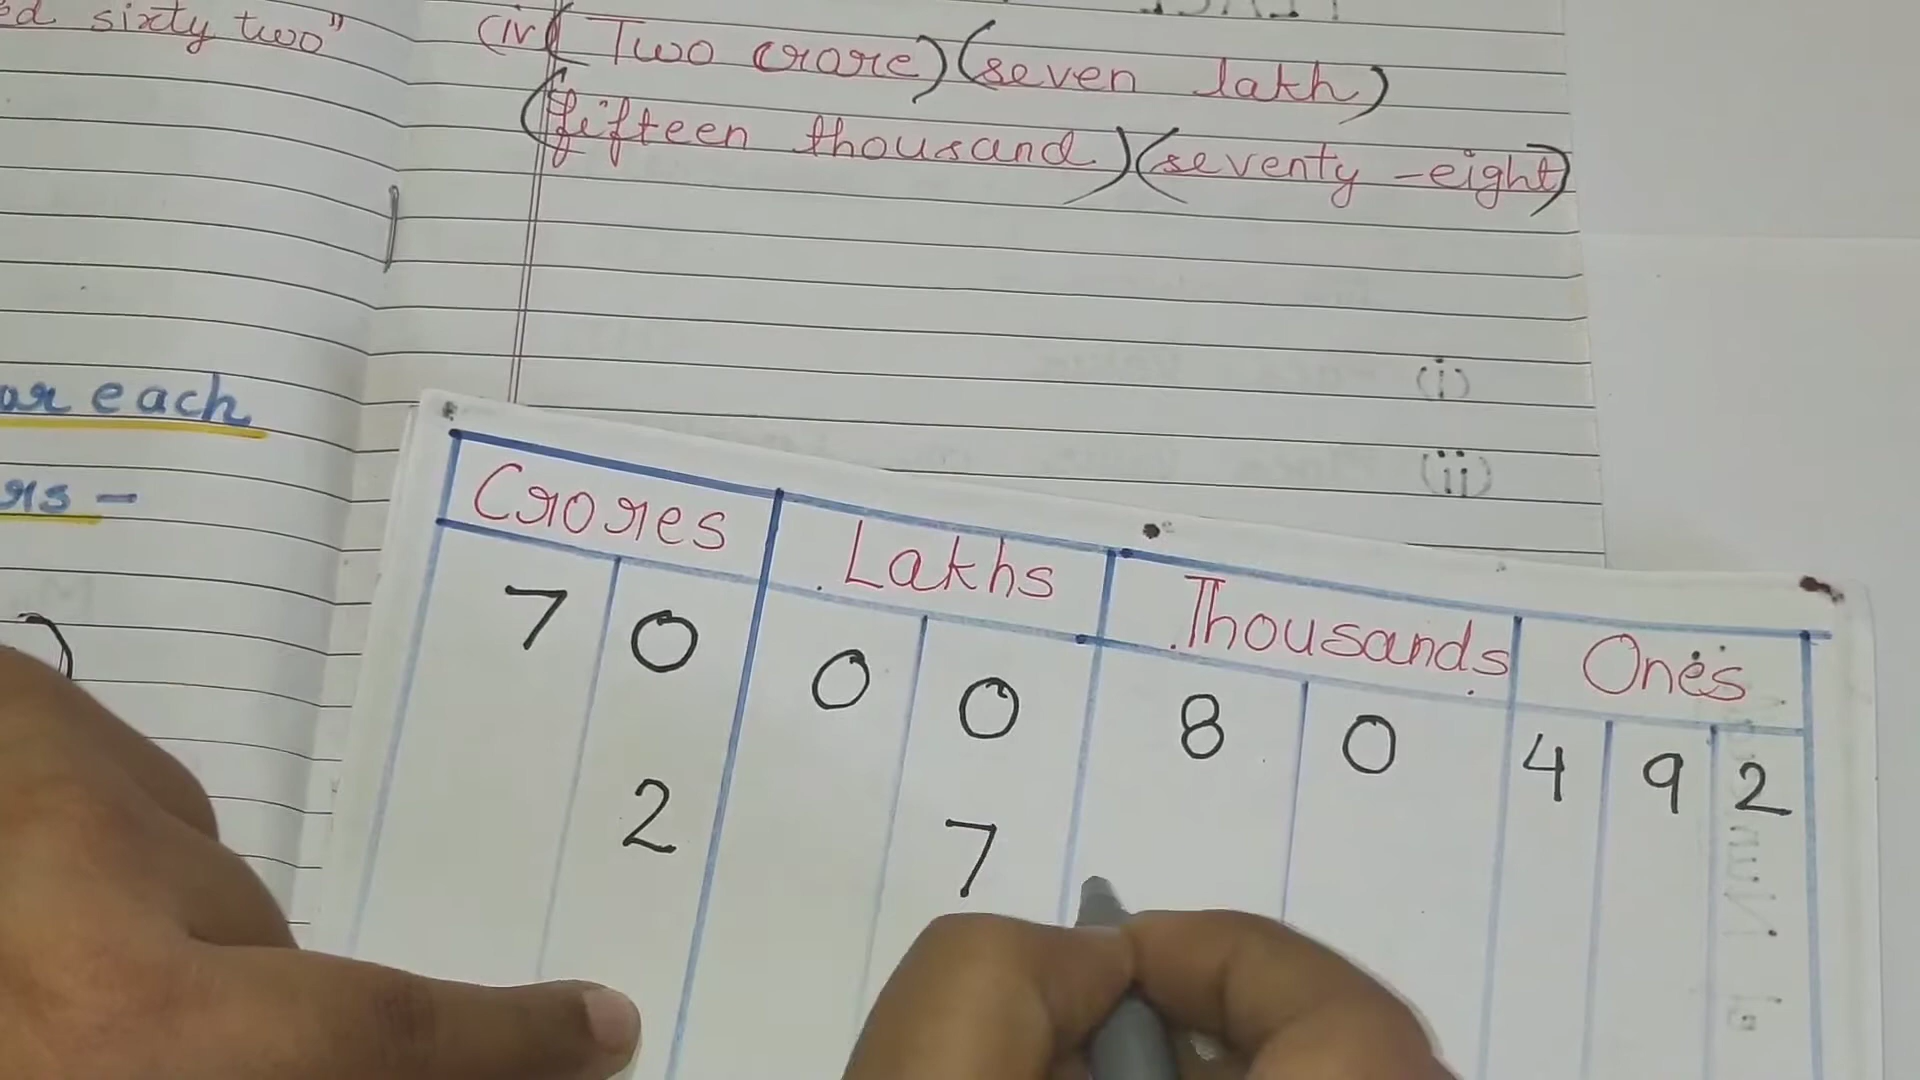 sixty two"
(iv) (Two crore) (seven lakh)
(fifteen thousand) (seventy-eight)
each
(i)
(ii)
Crores Lakhs Thousands Ones
7 0 0 0 8 0 4 9 2
2 7